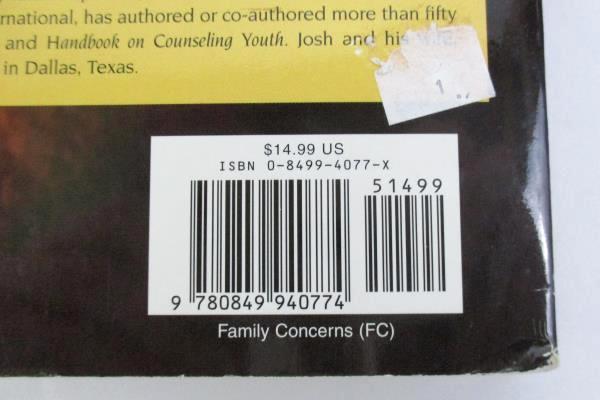 rnational, has authored or co-authored more than fifty
and Handbook on Counseling Youth. Josh and his wife,
in Dallas, Texas.
$14.99 US
ISBN 0-8499-4077-X
51499
9 780849 940774
Family Concerns (FC)